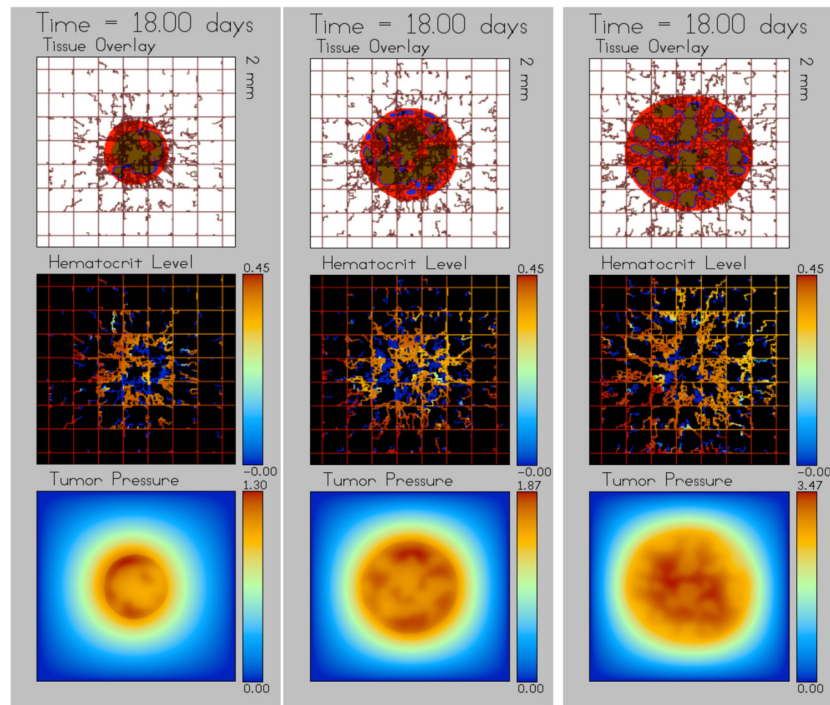 Time = 18.00 days
Tissue Overlay
2 mm
Hematocrit Level
0.45
-0.00
Tumor Pressure
1.30
0.00
Time = 18.00 days
Tissue Overlay
2 mm
Hematocrit Level
0.45
-0.00
Tumor Pressure
1.87
0.00
Time = 18.00 days
Tissue Overlay
2 mm
Hematocrit Level
0.45
-0.00
Tumor Pressure
3.47
0.00